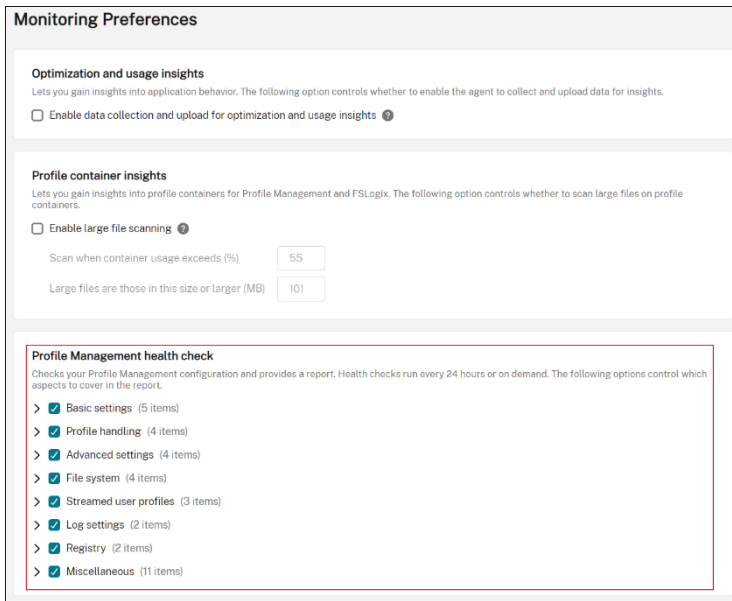 Monitoring Preferences
Optimization and usage insights
Lets you gain insights into application behavior. The following option controls whether to enable the agent to collect and upload data for insights.
Enable data collection and upload for optimization and usage insights ?
Profile container insights
Lets you gain insights into profile containers for Profile Management and FSLogix. The following option controls whether to scan large files on profile
containers.
Enable large file scanning ?
Scan when container usage exceeds (%) 55
Large files are those in this size or larger (MB) 101
Profile Management health check
Checks your Profile Management configuration and provides a report. Health checks run every 24 hours or on demand. The following options control which
aspects to cover in the report.
Basic settings (5 items)
Profile handling (4 items)
Advanced settings (4 items)
File system (4 items)
Streamed user profiles (3 items)
Log settings (2 items)
Registry (2 items)
Miscellaneous (11 items)